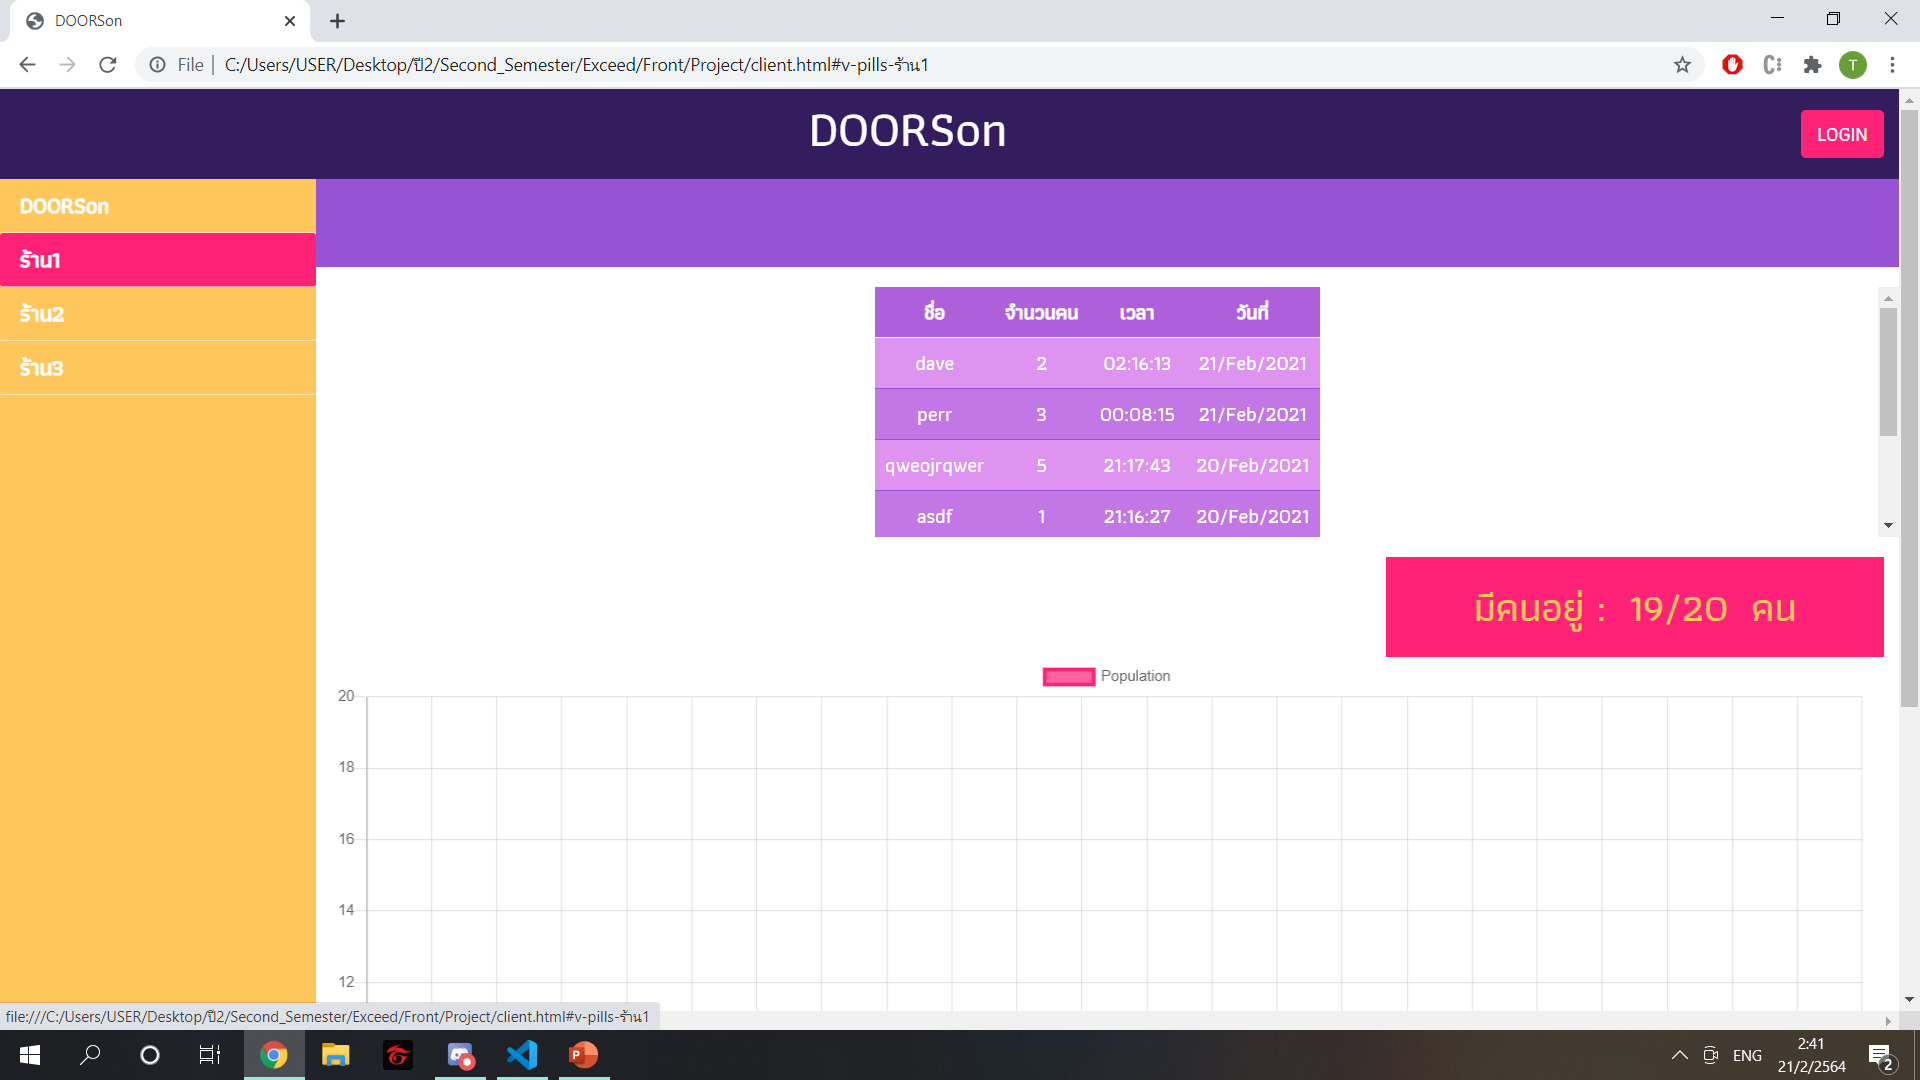 DOORSon
File | C:/Users/USER/Desktop/ปี2/Second_Semester/Exceed/Front/Project/client.html#v-pills-ร้าน1
T
DOORSon
LOGIN
DOORSon
ร้าน1
ร้าน2
ร้าน3
ชื่อ จำนวนคน เวลา วันที่
dave 2 02:16:13 21/Feb/2021
perr 3 00:08:15 21/Feb/2021
qweojrqwer 5 21:17:43 20/Feb/2021
asdf 1 21:16:27 20/Feb/2021
มีคนอยู่ : 19/20 คน
Population
20
18
16
14
12
file:///C:/Users/USER/Desktop/ปี2/Second_Semester/Exceed/Front/Project/client.html#v-pills-ร้าน1
ENG
2:41
21/2/2564
2